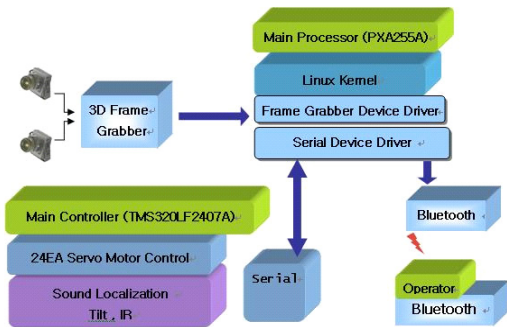 Main Processor (PXA255A)
Linux Kernel
3D Frame
Grabber
Frame Grabber Device Driver
Serial Device Driver
Main Controller (TMS320LF2407A)
24EA Servo Motor Control
Sound Localization
Tilt , IR
Serial
Bluetooth
Operator
Bluetooth